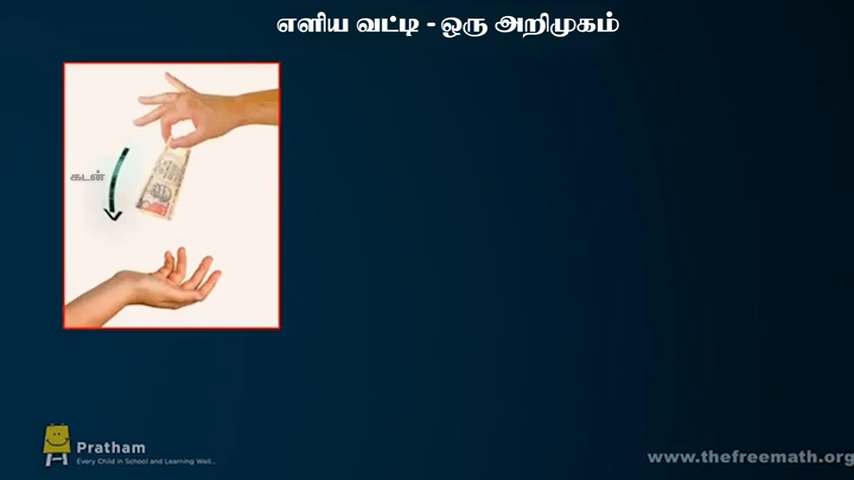 எளிய வட்டி - ஒரு அறிமுகம்
கடன்
Pratham
Every Child in School and Learning Well...
www.thefreemath.org